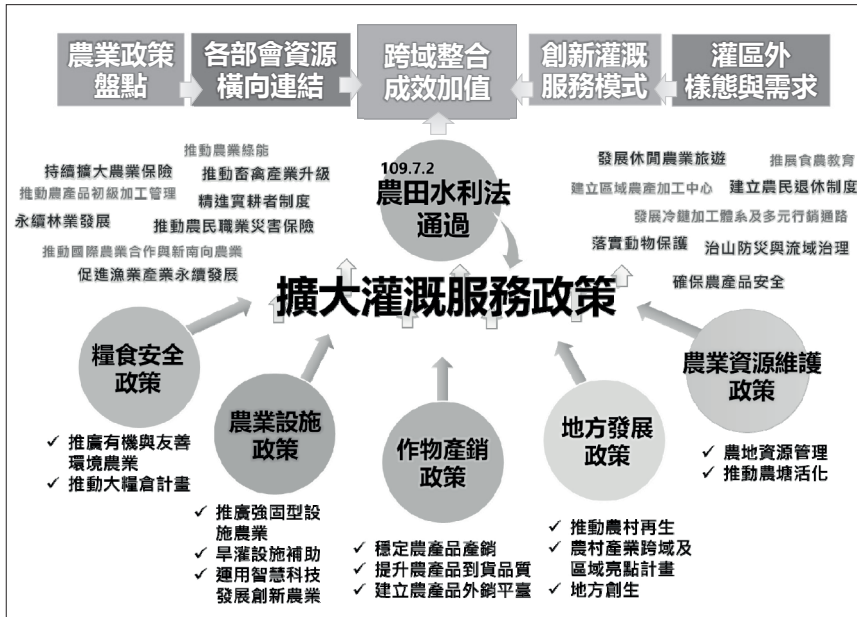 農業政策
盤點
各部會資源
橫向連結
跨域整合
成效加值
創新灌溉
服務模式
灌區外
樣態與需求
推動農業綠能
持續擴大農業保險
推動畜禽產業升級
推動農產品初級加工管理
精進實耕者制度
永續林業發展
推動農民職業災害保險
推動國際農業合作與新南向農業
促進漁業產業永續發展
109.7.2
農田水利法
通過
發展休閒農業旅遊
推展食農教育
建立區域農產加工中心
建立農民退休制度
發展冷鏈加工體系及多元行銷通路
落實動物保護
治山防災與流域治理
確保農產品安全
擴大灌溉服務政策
糧食安全
政策
✓ 推廣有機與友善
環境農業
✓ 推動大糧倉計畫
農業設施
政策
✓ 推廣強固型設
施農業
✓ 旱灌設施補助
✓ 運用智慧科技
發展創新農業
作物產銷
政策
✓ 穩定農產品產銷
✓ 提升農產品到貨品質
✓ 建立農產品外銷平臺
地方發展
政策
✓ 推動農村再生
✓ 農村產業跨域及
區域亮點計畫
✓ 地方創生
農業資源維護
政策
✓ 農地資源管理
✓ 推動農塘活化